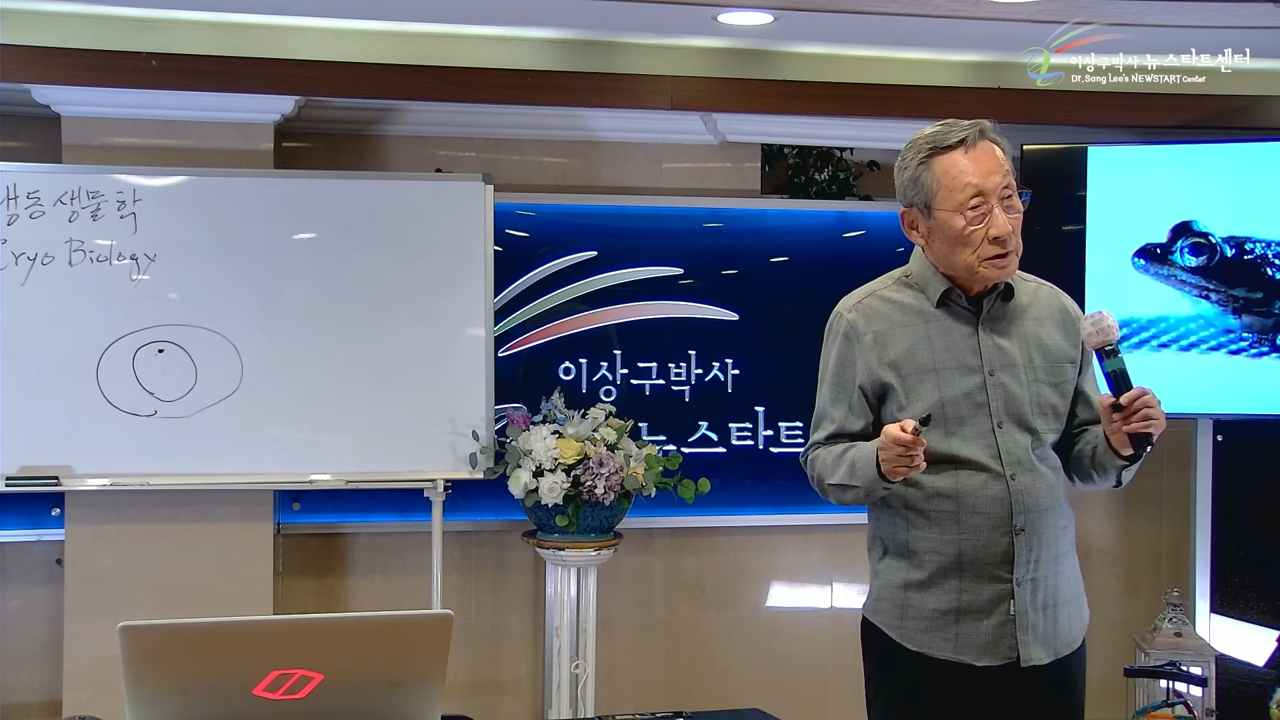 이상구박사 뉴스타트센터
Dr. Sang Lee's NEWSTART Center
냉동생물학
Cryo Biology
이상구박사
뉴스타트